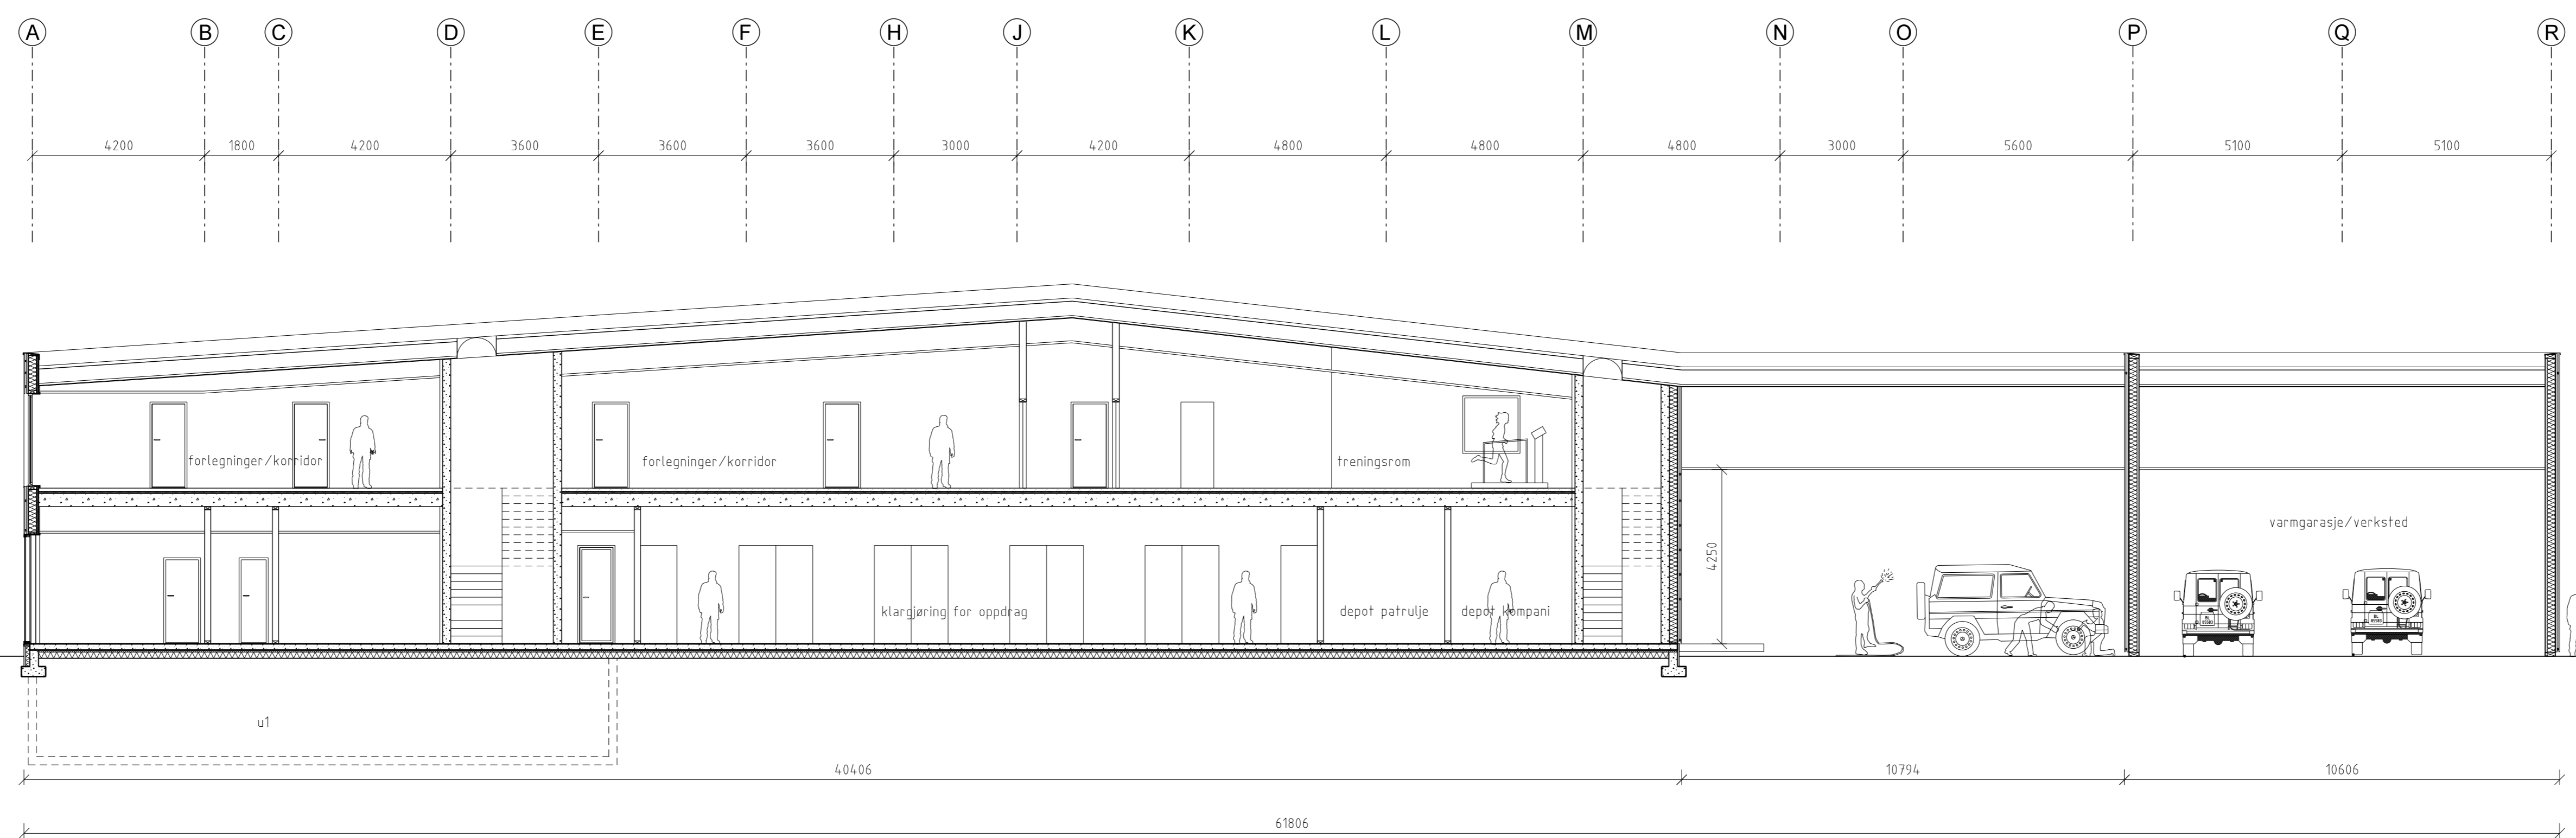 A B C D E F H J K L M N O P Q R
4200 1800 4200 3600 3600 3600 3000 4200 4800 4800 4800 3000 5600 5100 5100
forlegninger/korridor forlegninger/korridor treningsrom
4250
varmgarasje/verksted
klargjøring for oppdrag depot patrulje depot kompani
u1
40406 10794 10606
61806